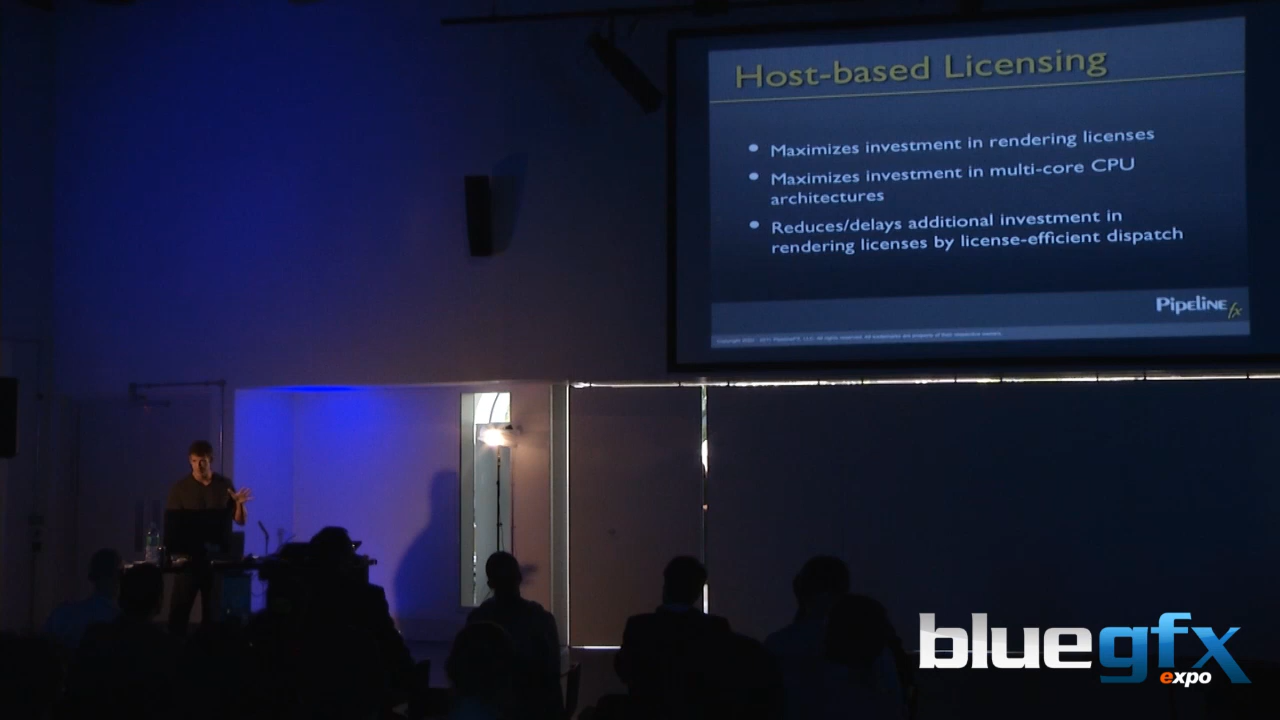 Host-based Licensing
• Maximizes investment in rendering licenses
• Maximizes investment in multi-core CPU
architectures
• Reduces/delays additional investment in
rendering licenses by license-efficient dispatch
PipelineFX
bluegfx
expo